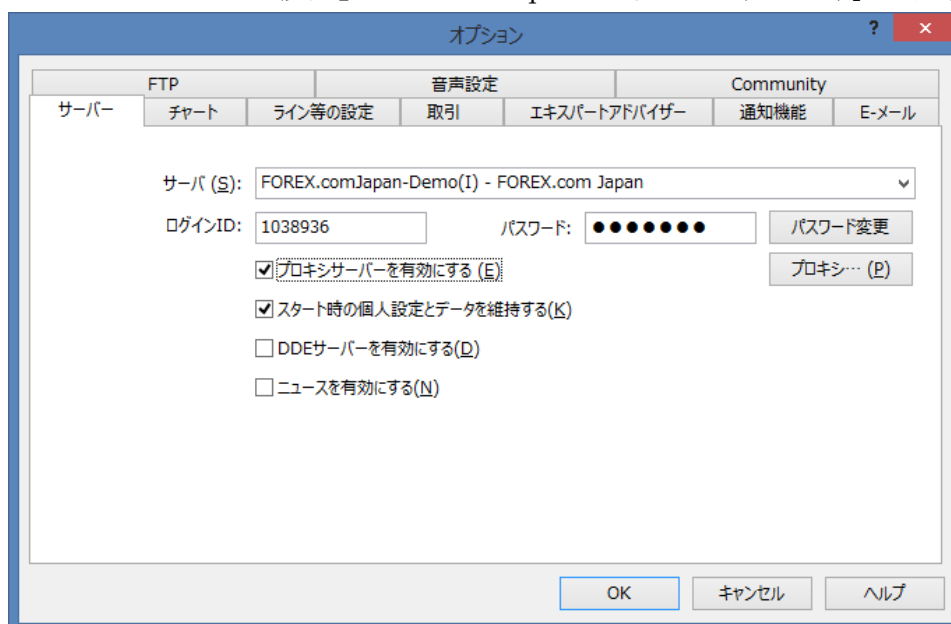 オプション
?
×
FTP 音声設定 Community
サーバー チャート ライン等の設定 取引 エキスパートアドバイザー 通知機能 E-メール
サーバ (S): FOREX.comJapan-Demo(I) - FOREX.com Japan
ログインID: 1038936 パスワード: ●●●●●●● パスワード変更
プロキシサーバーを有効にする (E) プロキシ… (P)
スタート時の個人設定とデータを維持する(K)
DDEサーバーを有効にする(D)
ニュースを有効にする(N)
OK キャンセル ヘルプ